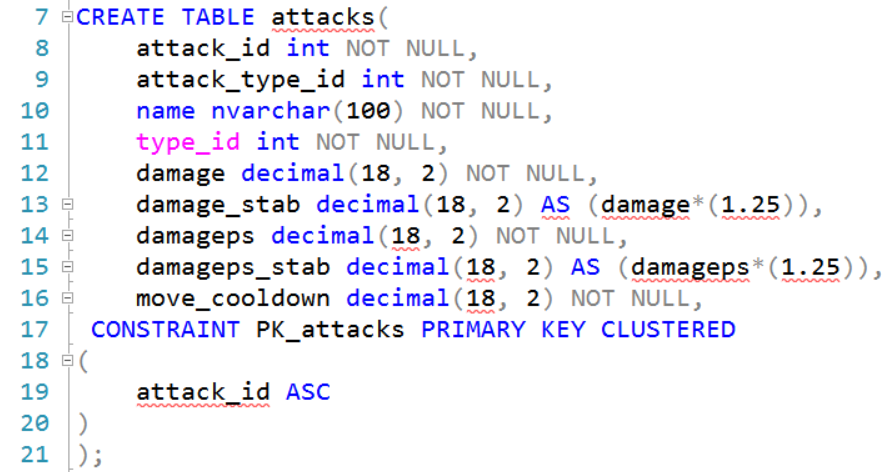 7 CREATE TABLE attacks(
8 attack_id int NOT NULL,
9 attack_type_id int NOT NULL,
10 name nvarchar(100) NOT NULL,
11 type_id int NOT NULL,
12 damage decimal(18, 2) NOT NULL,
13 damage_stab decimal(18, 2) AS (damage*(1.25)),
14 damageps decimal(18, 2) NOT NULL,
15 damageps_stab decimal(18, 2) AS (damageps*(1.25)),
16 move_cooldown decimal(18, 2) NOT NULL,
17 CONSTRAINT PK_attacks PRIMARY KEY CLUSTERED
18 (
19 attack_id ASC
20 )
21 );